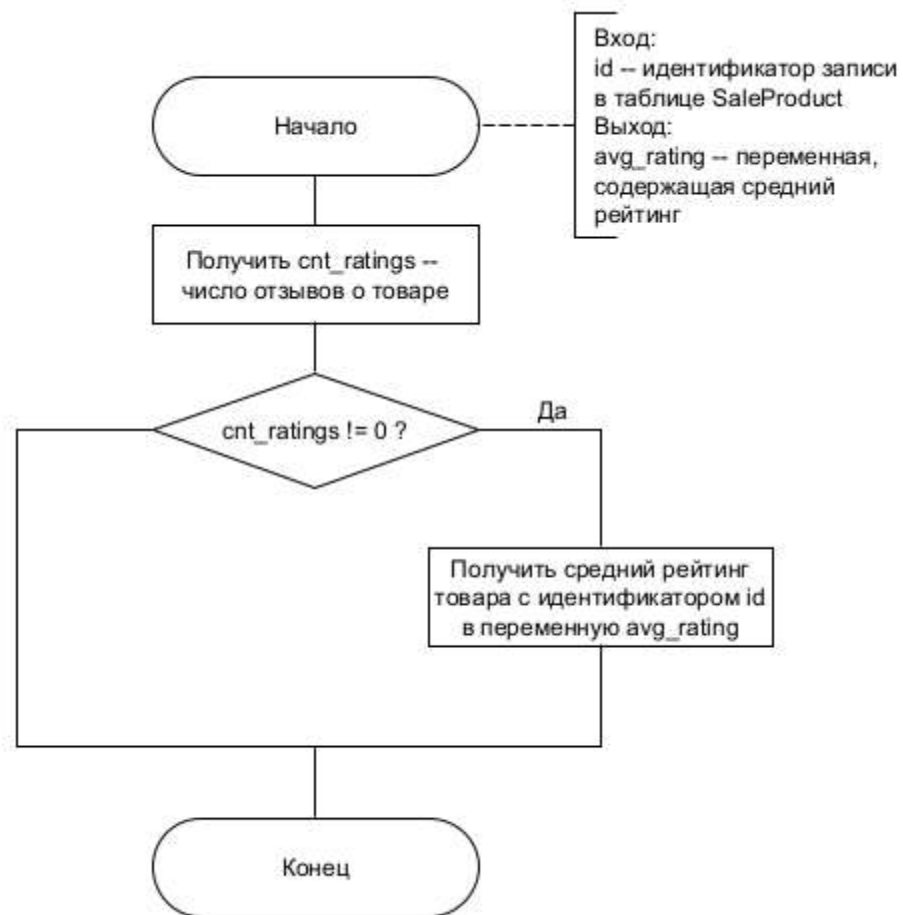 Вход:
id -- идентификатор записи
в таблице SaleProduct
Выход:
avg_rating -- переменная,
содержащая средний
рейтинг
Начало
Получить cnt_ratings --
число отзывов о товаре
cnt_ratings != 0 ?
Да
Получить средний рейтинг
товара с идентификатором id
в переменную avg_rating
Конец